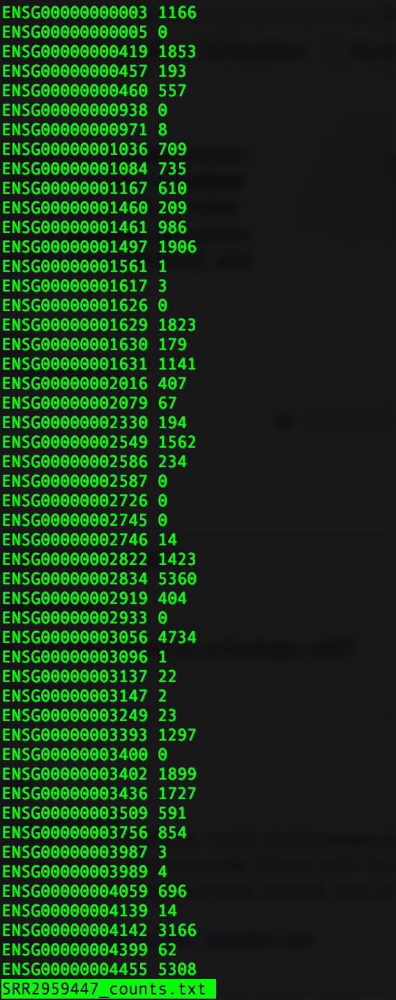 ENSG00000000003 1166
ENSG00000000005 0
ENSG00000000419 1853
ENSG00000000457 193
ENSG00000000460 557
ENSG00000000938 0
ENSG00000000971 8
ENSG00000001036 709
ENSG00000001084 735
ENSG00000001167 610
ENSG00000001460 209
ENSG00000001461 986
ENSG00000001497 1906
ENSG00000001561 1
ENSG00000001617 3
ENSG00000001626 0
ENSG00000001629 1823
ENSG00000001630 179
ENSG00000001631 1141
ENSG00000002016 407
ENSG00000002079 67
ENSG00000002330 194
ENSG00000002549 1562
ENSG00000002586 234
ENSG00000002587 0
ENSG00000002726 0
ENSG00000002745 0
ENSG00000002746 14
ENSG00000002822 1423
ENSG00000002834 5360
ENSG00000002919 404
ENSG00000002933 0
ENSG00000003056 4734
ENSG00000003096 1
ENSG00000003137 22
ENSG00000003147 2
ENSG00000003249 23
ENSG00000003393 1297
ENSG00000003400 0
ENSG00000003402 1899
ENSG00000003436 1727
ENSG00000003509 591
ENSG00000003756 854
ENSG00000003987 3
ENSG00000003989 4
ENSG00000004059 696
ENSG00000004139 14
ENSG00000004142 3166
ENSG00000004399 62
ENSG00000004455 5308
SRR2959447_counts.txt